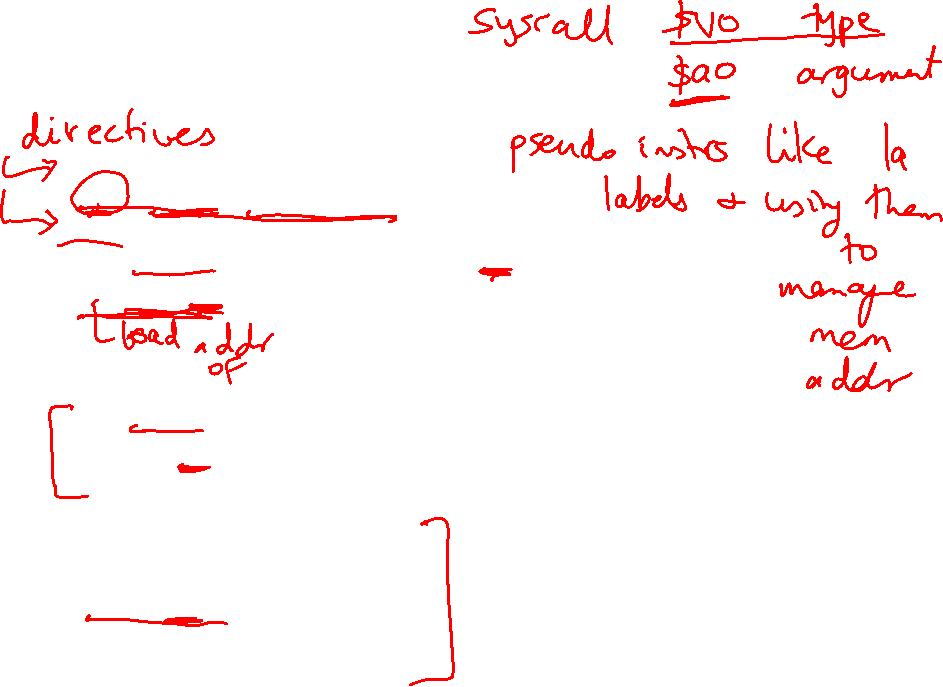 syscall $v0 type
$a0 argument
directives
pseudo instrs like la
labels & using them
to
manage
mem
addr
load addr
of